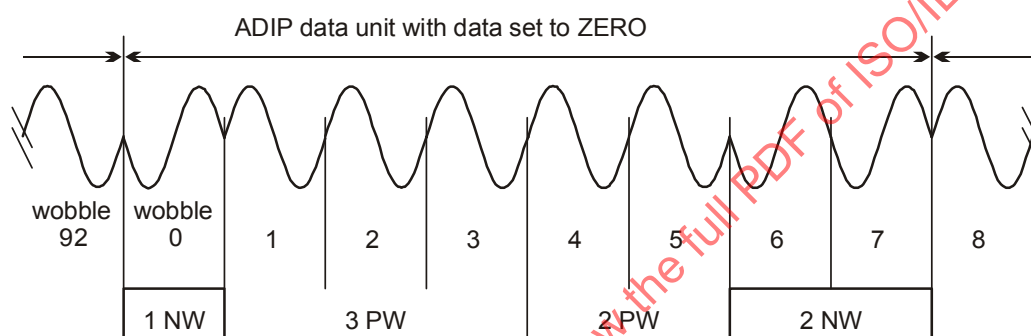 ADIP data unit with data set to ZERO
wobble 92
wobble 0
1
2
3
4
5
6
7
8
1 NW
3 PW
2 PW
2 NW
w the full PDF of ISO/IE